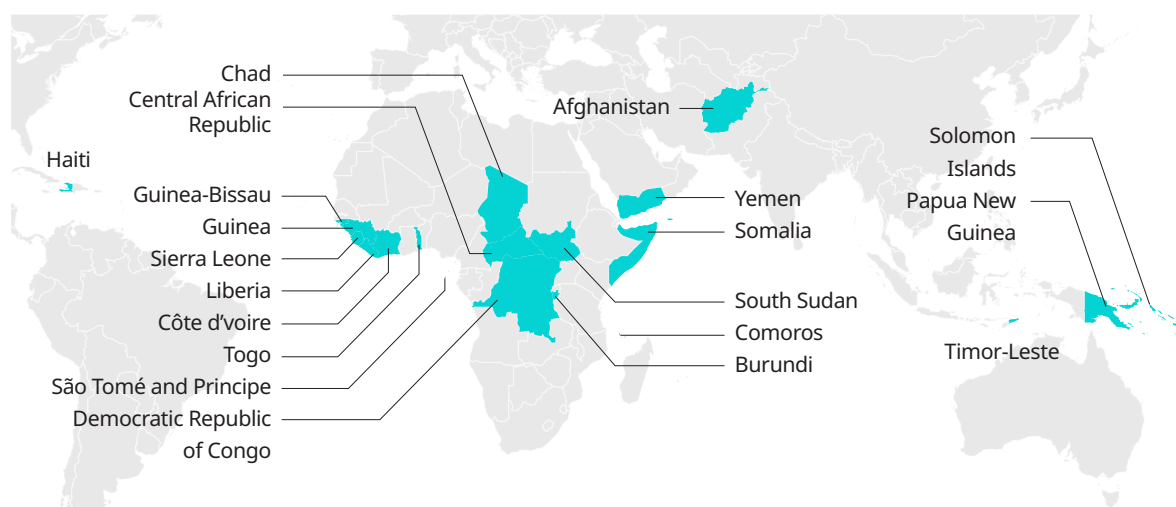 Chad
Central African
Republic
Haiti
Guinea-Bissau
Guinea
Sierra Leone
Liberia
Côte d’voire
Togo
São Tomé and Principe
Democratic Republic
of Congo
Afghanistan
Yemen
Somalia
South Sudan
Comoros
Burundi
Solomon
Islands
Papua New
Guinea
Timor-Leste